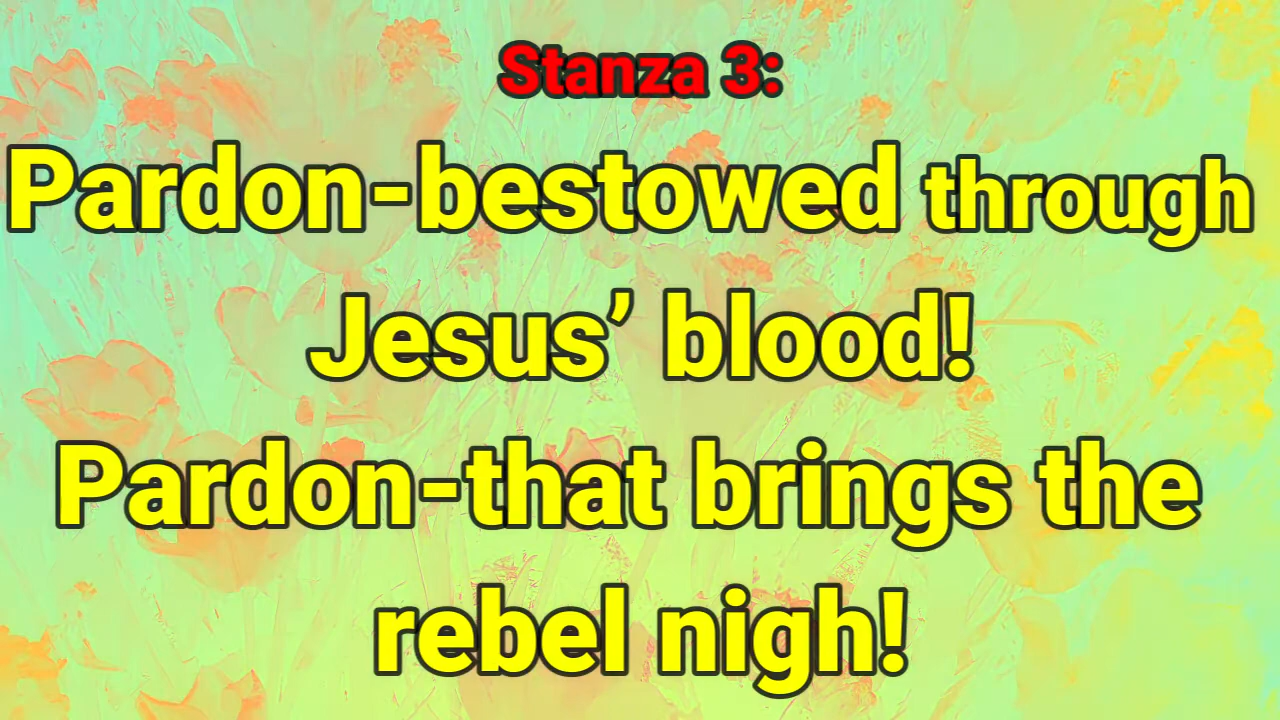 Stanza 3:
Pardon-bestowed through
Jesus’ blood!
Pardon-that brings the
rebel nigh!